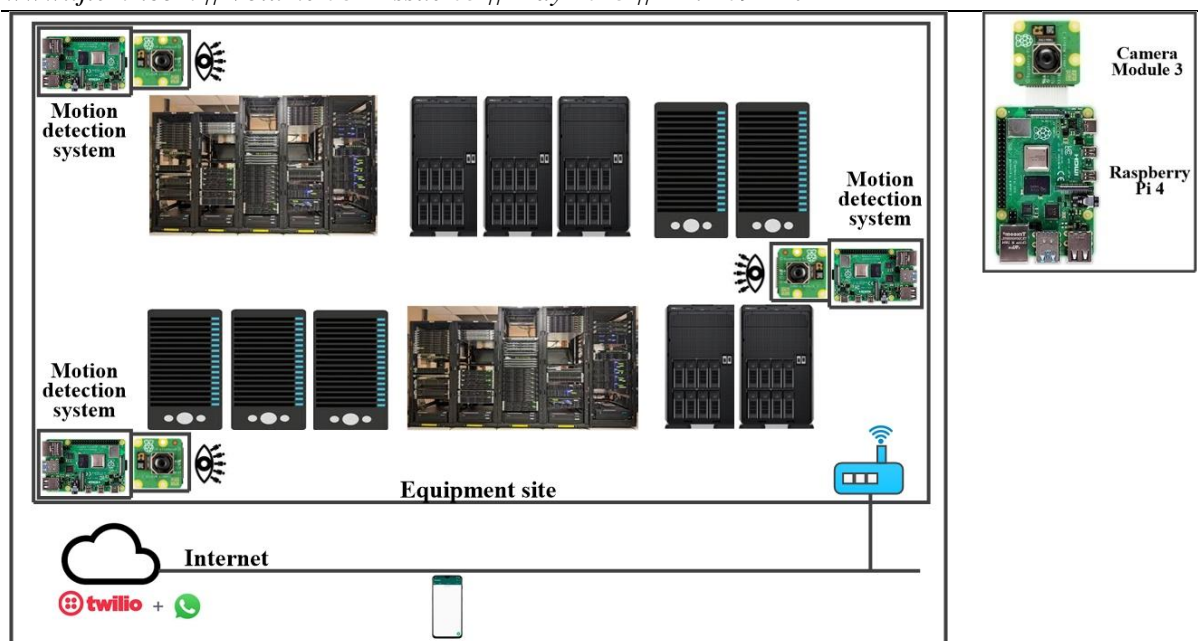 Motion
detection
system
Motion
detection
system
Motion
detection
system
Equipment site
Internet
twilio +
Camera
Module 3
Raspberry
Pi 4